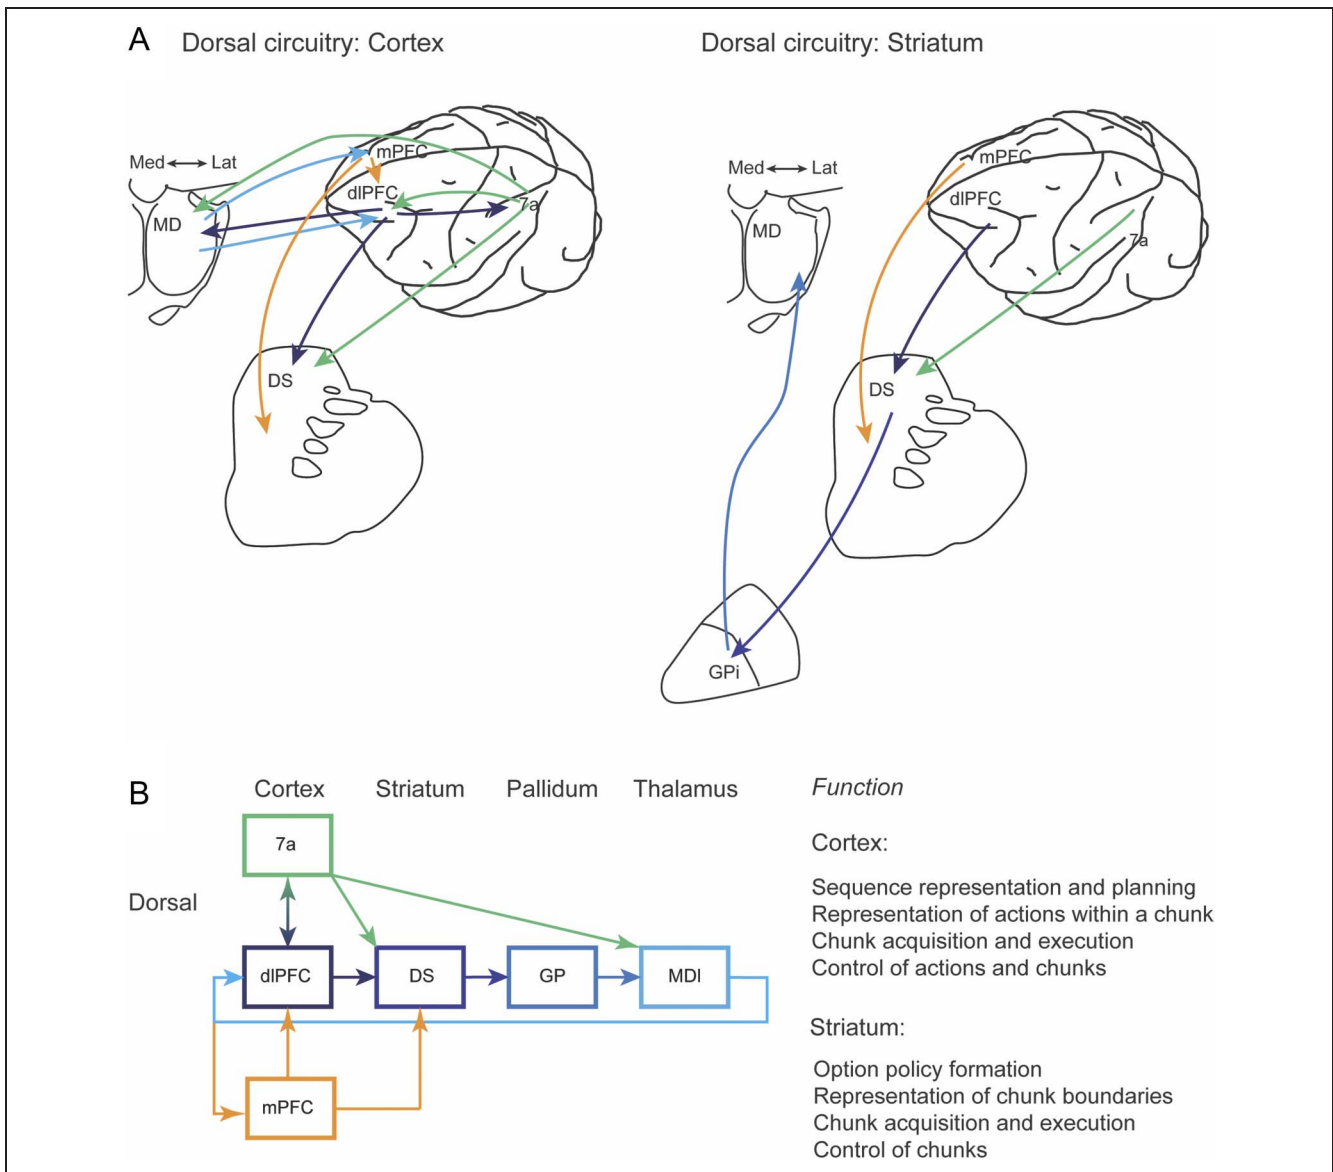 A
Dorsal circuitry: Cortex
Dorsal circuitry: Striatum
Med
Lat
mPFC
dlPFC
7a
MD
DS
Med
Lat
mPFC
dlPFC
7a
MD
DS
GPi
B
Cortex
Striatum
Pallidum
Thalamus
7a
Dorsal
dlPFC
DS
GP
MDl
mPFC
Function
Cortex:
Sequence representation and planning
Representation of actions within a chunk
Chunk acquisition and execution
Control of actions and chunks
Striatum:
Option policy formation
Representation of chunk boundaries
Chunk acquisition and execution
Control of chunks